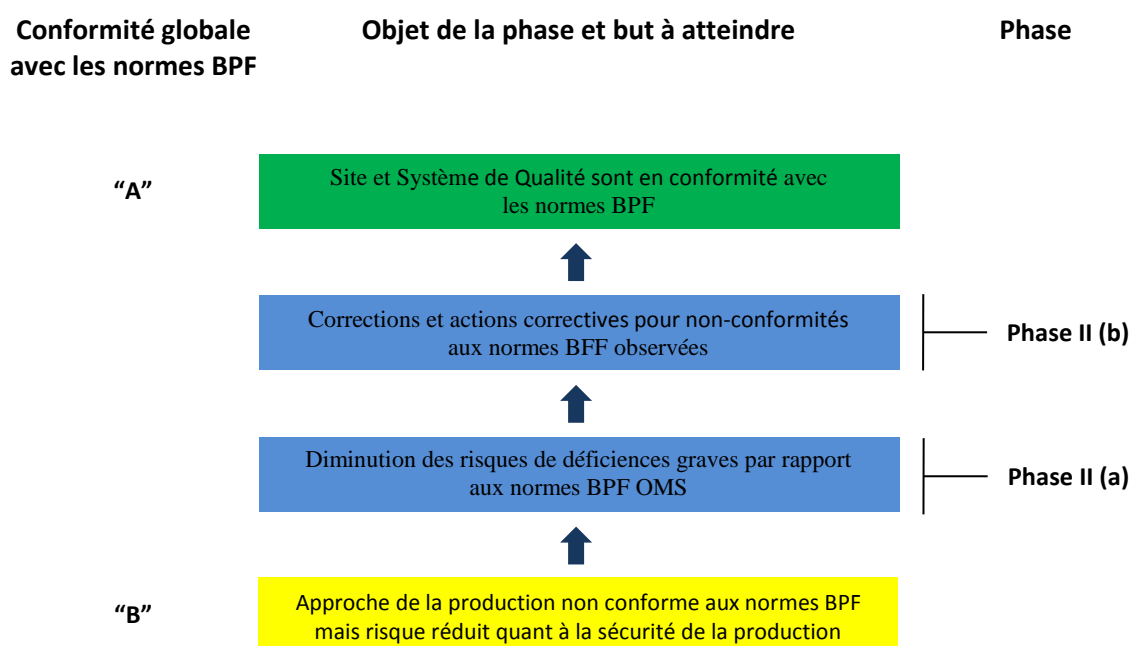 Conformité globale
avec les normes BPF
Objet de la phase et but à atteindre
Phase
“A”
Site et Système de Qualité sont en conformité avec
les normes BPF
Corrections et actions correctives pour non-conformités
aux normes BFF observées
Phase II (b)
Diminution des risques de déficiences graves par rapport
aux normes BPF OMS
Phase II (a)
“B”
Approche de la production non conforme aux normes BPF
mais risque réduit quant à la sécurité de la production